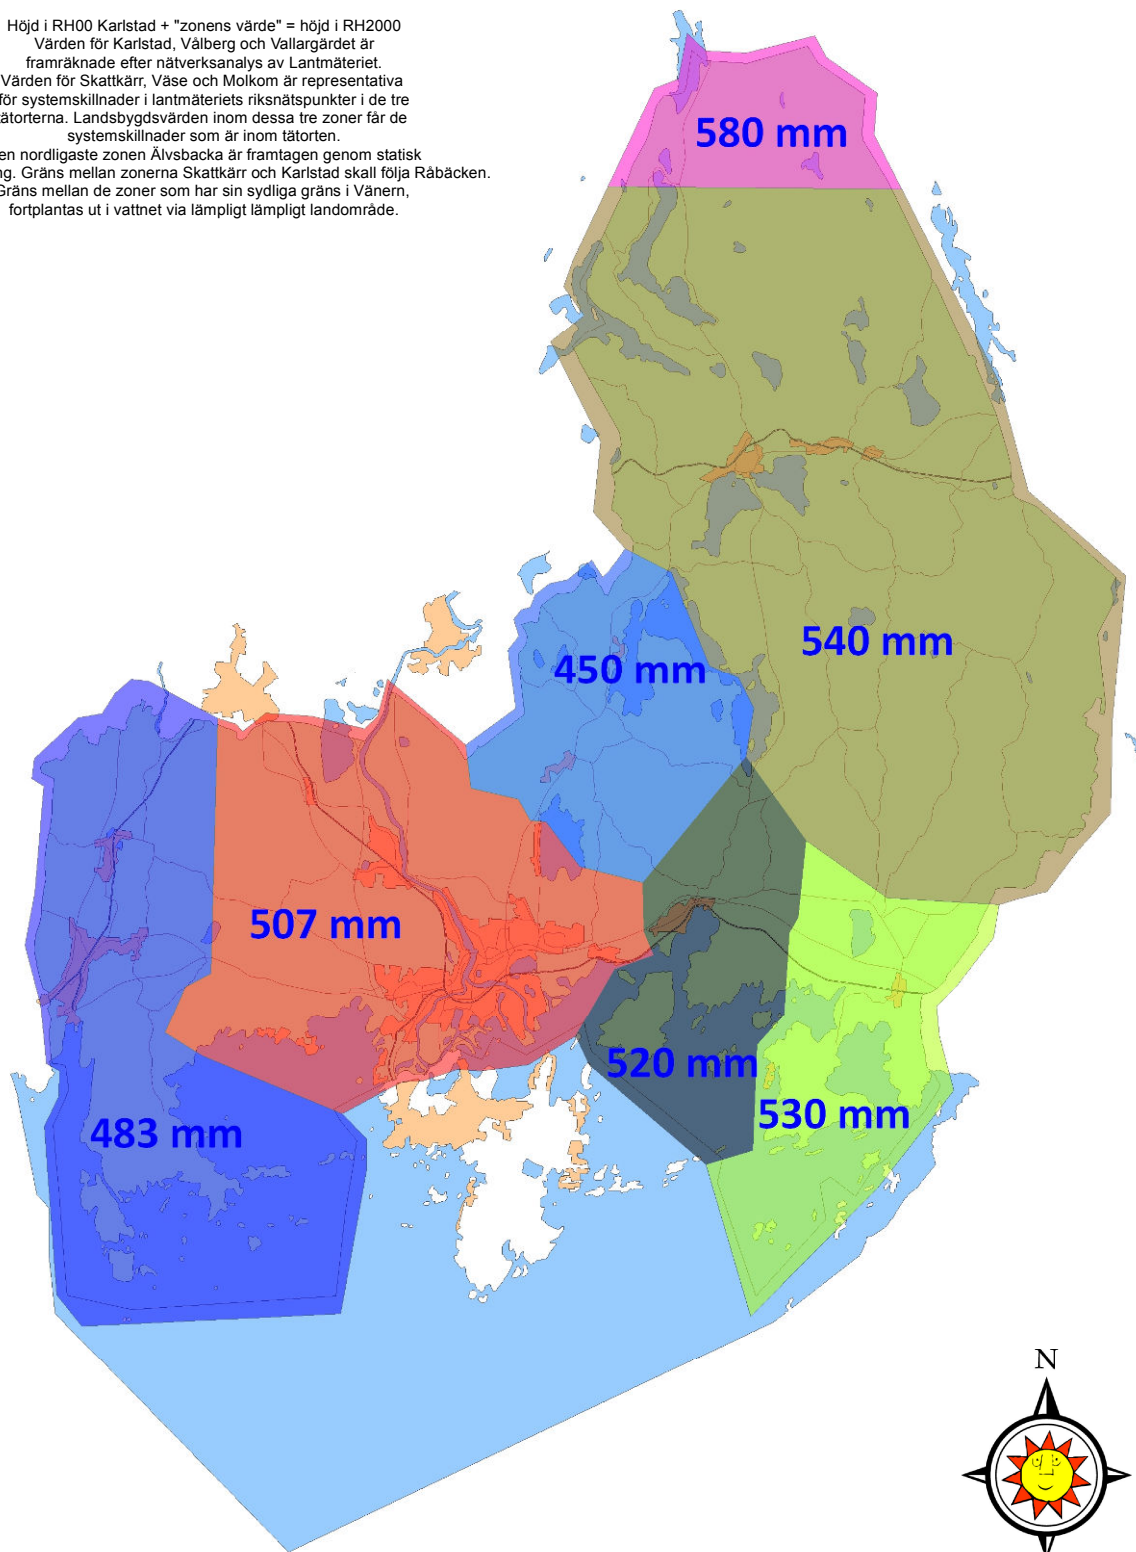 Höjd i RH00 Karlstad + "zonens värde" = höjd i RH2000
Värden för Karlstad, Vålberg och Vallargärdet är
framräknade efter nätverksanalys av Lantmäteriet.
Värden för Skattkärr, Väse och Molkom är representativa
för systemskillnader i lantmäteriets riksnätspunkter i de tre
tätorterna. Landsbygdsvärden inom dessa tre zoner får de
systemskillnader som är inom tätorten.
en nordligaste zonen Älvsbacka är framtagen genom statisk
ng. Gräns mellan zonerna Skattkärr och Karlstad skall följa Råbäcken.
Gräns mellan de zoner som har sin sydliga gräns i Vänern,
fortplantas ut i vattnet via lämpligt lämpligt landområde.
580 mm
540 mm
450 mm
507 mm
520 mm
530 mm
483 mm
N